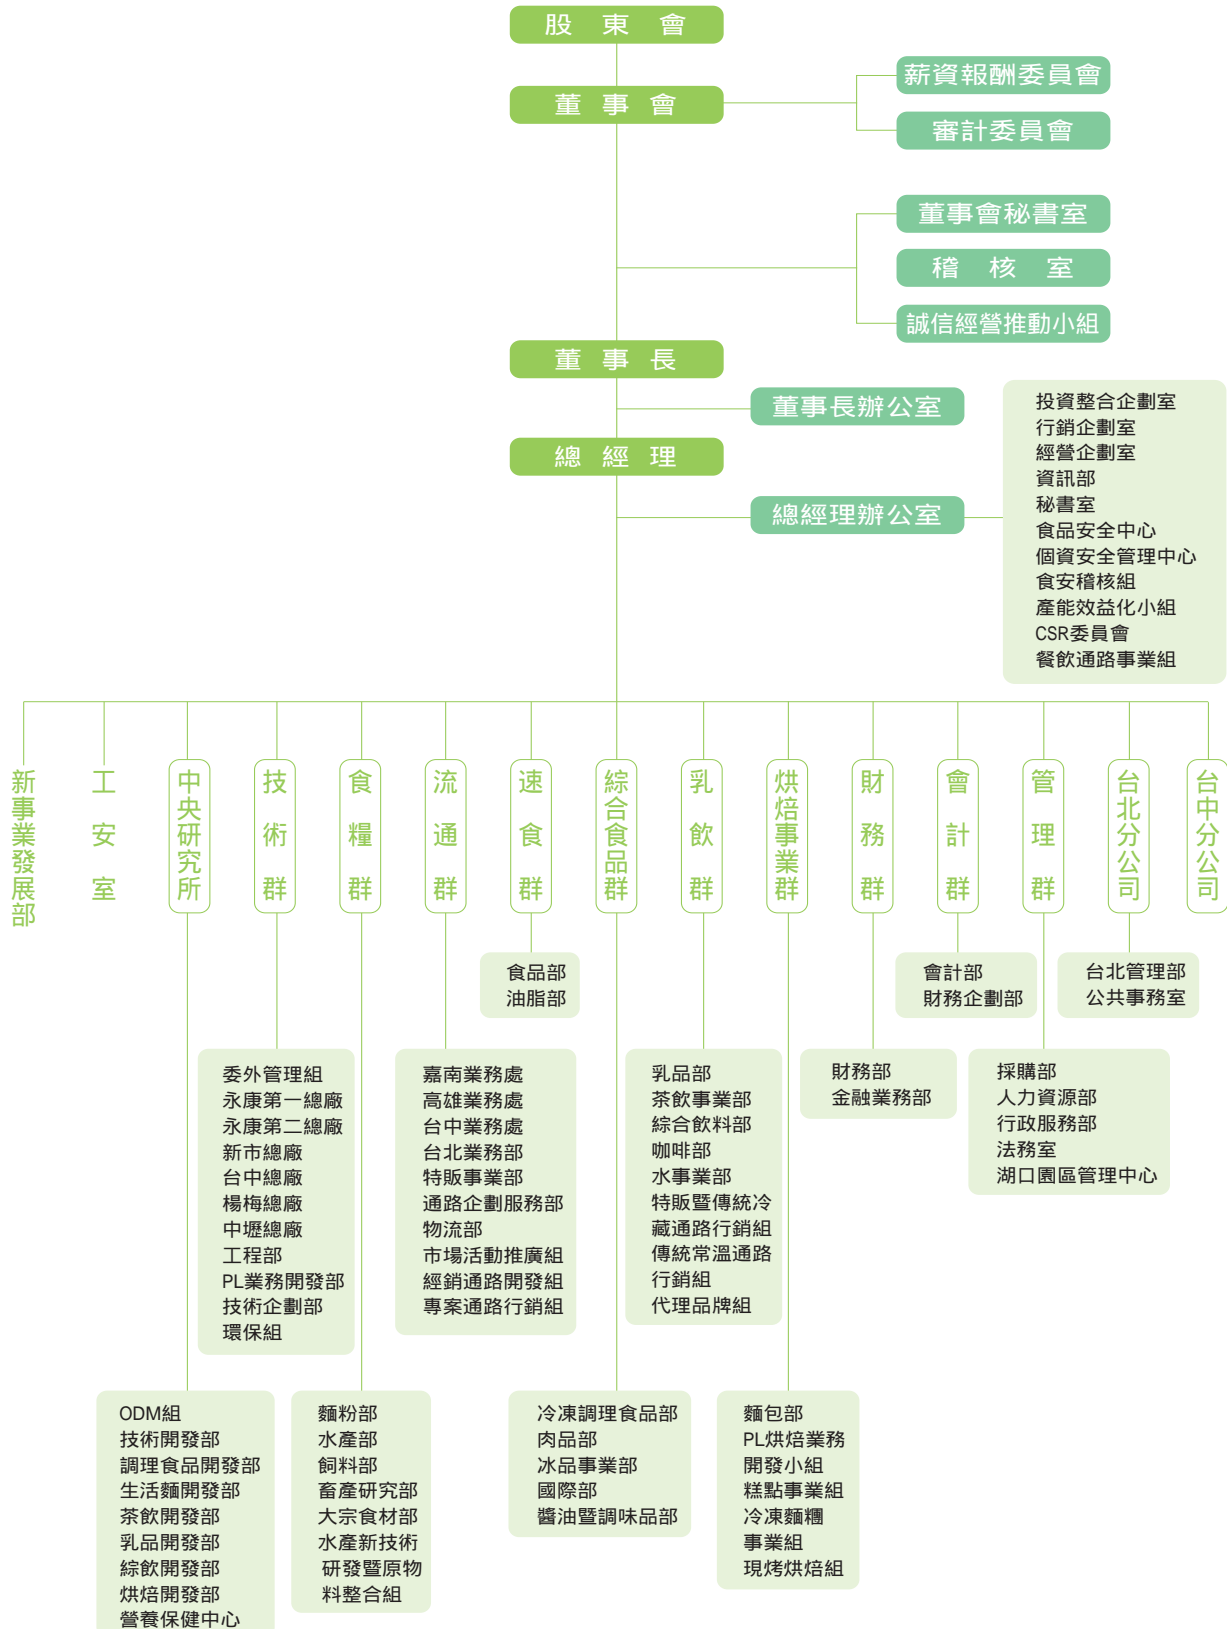 股東會
董事會
薪資報酬委員會
審計委員會
董事會秘書室
稽核室
誠信經營推動小組
董事長
董事長辦公室
總經理
總經理辦公室
投資整合企劃室
行銷企劃室
經營企劃室
資訊部
秘書室
食品安全中心
個資安全管理中心
食安稽核組
產能效益化小組
CSR委員會
餐飲通路事業組
新事業發展部
工安室
中央研究所
技術群
食糧群
流通群
速食群
綜合食品群
乳飲群
烘焙事業群
財務群
會計群
管理群
台北分公司
台中分公司
食品部
油脂部
會計部
財務企劃部
台北管理部
公共事務室
委外管理組
永康第一總廠
永康第二總廠
新市總廠
台中總廠
楊梅總廠
中壢總廠
工程部
PL業務開發部
技術企劃部
環保組
嘉南業務處
高雄業務處
台中業務處
台北業務部
特販事業部
通路企劃服務部
物流部
市場活動推廣組
經銷通路開發組
專案通路行銷組
乳品部
茶飲事業部
綜合飲料部
咖啡部
水事業部
特販暨傳統冷
藏通路行銷組
傳統常溫通路
行銷組
代理品牌組
財務部
金融業務部
採購部
人力資源部
行政服務部
法務室
湖口園區管理中心
ODM組
技術開發部
調理食品開發部
生活麵開發部
茶飲開發部
乳品開發部
綜飲開發部
烘焙開發部
營養保健中心
麵粉部
水產部
飼料部
畜產研究部
大宗食材部
水產新技術
研發暨原物
料整合組
冷凍調理食品部
肉品部
冰品事業部
國際部
醬油暨調味品部
麵包部
PL烘焙業務
開發小組
糕點事業組
冷凍麵糰
事業組
現烤烘焙組